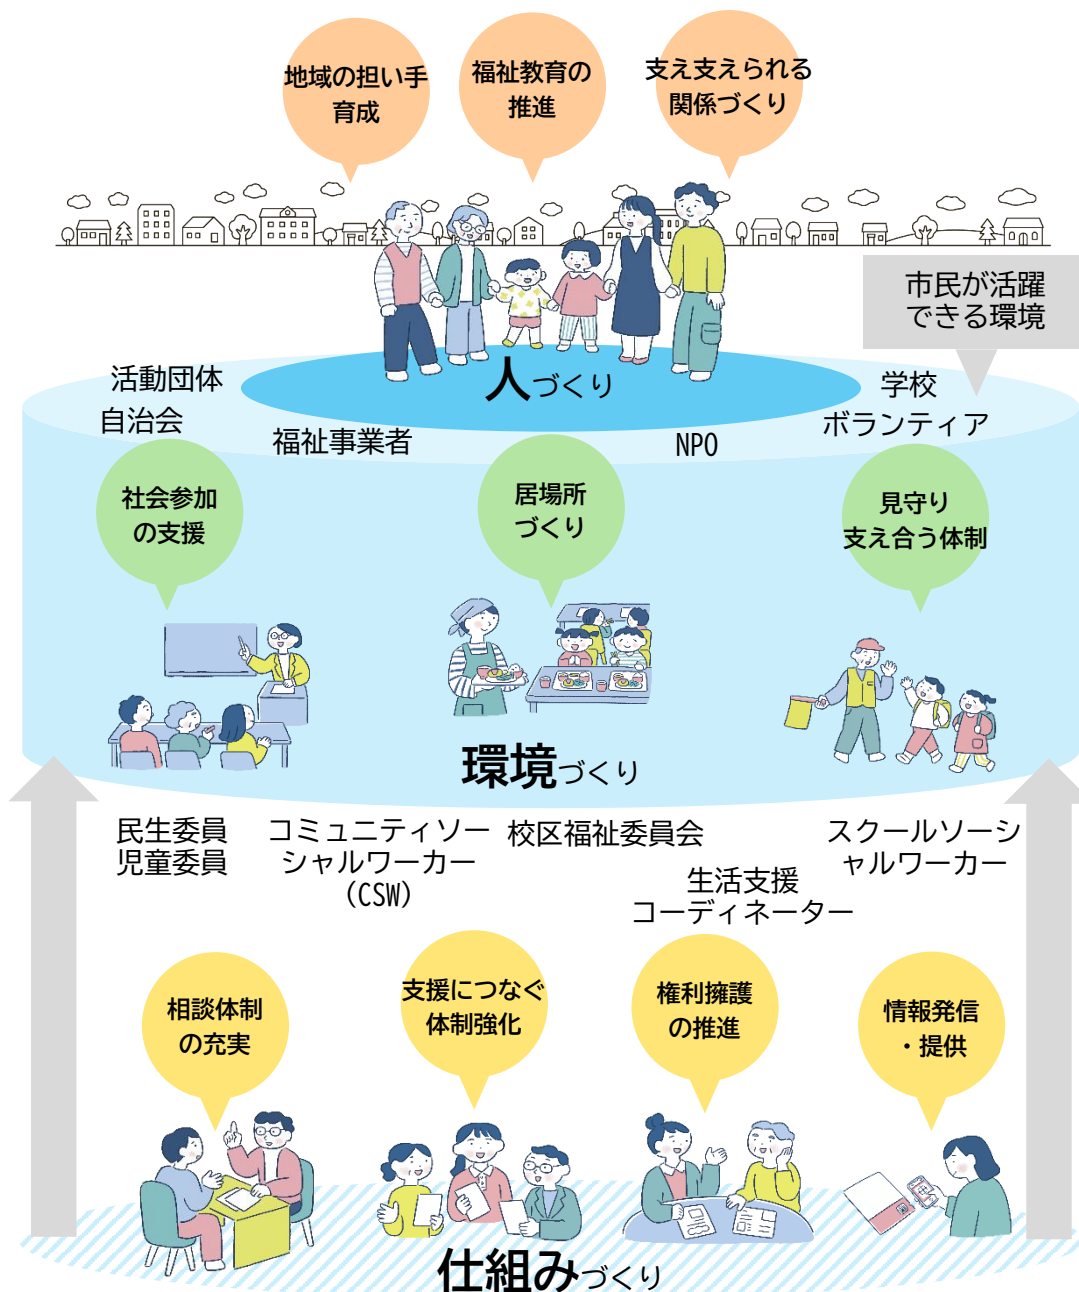 地域の担い手
育成
福祉教育の
推進
支え支えられる
関係づくり
市民が活躍
できる環境
人づくり
活動団体
自治会
福祉事業者
NPO
学校
ボランティア
社会参加
の支援
居場所
づくり
見守り
支え合う体制
環境づくり
民生委員
児童委員
コミュニティソー
シャルワーカー
(CSW)
校区福祉委員会
生活支援
コーディネーター
スクールソーシ
ャルワーカー
相談体制
の充実
支援につなぐ
体制強化
権利擁護
の推進
情報発信
・提供
仕組みづくり